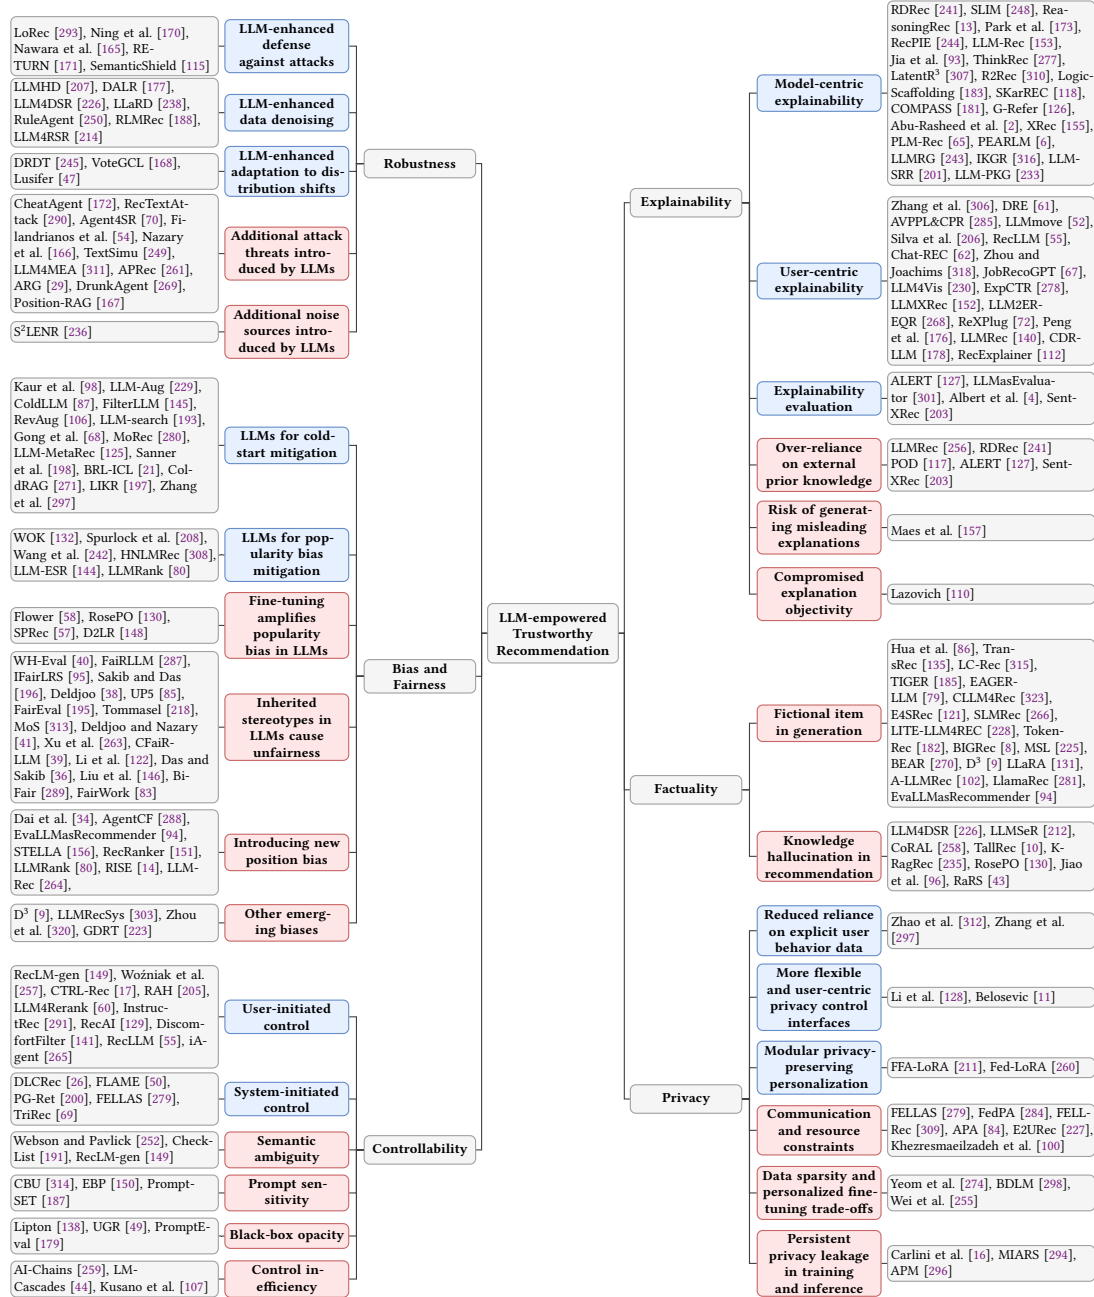 LoRec [293], Ning et al. [170],
Nawara et al. [165], RE-
TURN [171], SemanticShield [115]
LLM-enhanced
defense
against attacks
LLMHD [207], DALR [177],
LLM4DSR [226], LLaRD [238],
RuleAgent [250], RLMRec [188],
LLM4RSR [214]
LLM-enhanced
data denoising
DRDT [245], VoteGCL [168],
Lusifer [47]
LLM-enhanced
adaptation to dis-
tribution shifts
CheatAgent [172], RecTextAt-
tack [290], Agent4SR [70], Fi-
landrianos et al. [54], Nazary
et al. [166], TextSimu [249],
LLM4MEA [311], APRec [261],
ARG [29], DrunkAgent [269],
Position-RAG [167]
Additional attack
threats intro-
duced by LLMs
S²LENR [236]
Additional noise
sources intro-
duced by LLMs
Robustness
Kaur et al. [98], LLM-Aug [229],
ColdLLM [87], FilterLLM [145],
RevAug [106], LLM-search [193],
Gong et al. [68], MoRec [280],
LLM-MetaRec [125], Sanner
et al. [198], BRL-ICL [21], Col-
dRAG [271], LIKR [197], Zhang
et al. [297]
LLMs for cold-
start mitigation
WOK [132], Spurlock et al. [208],
Wang et al. [242], HNLMRec [308],
LLM-ESR [144], LLMRank [80]
LLMs for pop-
ularity bias
mitigation
Flower [58], RosePO [130],
SPRec [57], D2LR [148]
Fine-tuning
amplifies
popularity
bias in LLMs
WH-Eval [40], FaiRLLM [287],
IFairLRS [95], Sakib and Das
[196], Deldjoo [38], UP5 [85],
FairEval [195], Tommasel [218],
MoS [313], Deldjoo and Nazary
[41], Xu et al. [263], CFaiR-
LLM [39], Li et al. [122], Das and
Sakib [36], Liu et al. [146], Bi-
Fair [289], FairWork [83]
Inherited
stereotypes in
LLMs cause
unfairness
Dai et al. [34], AgentCF [288],
EvaLLMasRecommender [94],
STELLA [156], RecRanker [151],
LLMRank [80], RISE [14], LLM-
Rec [264],
Introducing new
position bias
D³ [9], LLMRecSys [303], Zhou
et al. [320], GDRT [223]
Other emerg-
ing biases
Bias and
Fairness
RecLM-gen [149], Woźniak et al.
[257], CTRL-Rec [17], RAH [205],
LLM4Rerank [60], Instruc-
tRec [291], RecAI [129], Discom-
fortFilter [141], RecLLM [55], iA-
gent [265]
User-initiated
control
DLCRec [26], FLAME [50],
PG-Ret [200], FELLAS [279],
TriRec [69]
System-initiated
control
Webson and Pavlick [252], Check-
List [191], RecLM-gen [149]
Semantic
ambiguity
CBU [314], EBP [150], Prompt-
SET [187]
Prompt sen-
sitivity
Lipton [138], UGR [49], PromptE-
val [179]
Black-box opacity
AI-Chains [259], LM-
Cascades [44], Kusano et al. [107]
Control in-
efficiency
Controllability
LLM-empowered
Trustworthy
Recommendation
Explainability
Model-centric
explainability
RDRec [241], SLIM [248], Rea-
soningRec [13], Park et al. [173],
RecPIE [244], LLM-Rec [153],
Jia et al. [93], ThinkRec [277],
LatentR³ [307], R2Rec [310], Logic-
Scaffolding [183], SKarREC [118],
COMPASS [181], G-Refer [126],
Abu-Rasheed et al. [2], XRec [155],
PLM-Rec [65], PEARLM [6],
LLMRG [243], IKGR [316], LLM-
SRR [201], LLM-PKG [233]
User-centric
explainability
Zhang et al. [306], DRE [61],
AVPPL&CPR [285], LLMmove [52],
Silva et al. [206], RecLLM [55],
Chat-REC [62], Zhou and
Joachims [318], JobRecoGPT [67],
LLM4Vis [230], ExpCTR [278],
LLMXRec [152], LLM2ER-
EQR [268], ReXPlug [72], Peng
et al. [176], LLMRec [140], CDR-
LLM [178], RecExplainer [112]
Explainability
evaluation
ALERT [127], LLMasEvalua-
tor [301], Albert et al. [4], Sent-
XRec [203]
Over-reliance
on external
prior knowledge
LLMRec [256], RDRec [241]
POD [117], ALERT [127], Sent-
XRec [203]
Risk of generat-
ing misleading
explanations
Maes et al. [157]
Compromised
explanation
objectivity
Lazovich [110]
Factuality
Fictional item
in generation
Hua et al. [86], Tran-
sRec [135], LC-Rec [315],
TIGER [185], EAGER-
LLM [79], CLLM4Rec [323],
E4SRec [121], SLMRec [266],
LITE-LLM4REC [228], Token-
Rec [182], BIGRec [8], MSL [225],
BEAR [270], D³ [9] LLaRA [131],
A-LLMRec [102], LlamaRec [281],
EvaLLMasRecommender [94]
Knowledge
hallucination in
recommendation
LLM4DSR [226], LLMSeR [212],
CoRAL [258], TallRec [10], K-
RagRec [235], RosePO [130], Jiao
et al. [96], RaRS [43]
Privacy
Reduced reliance
on explicit user
behavior data
Zhao et al. [312], Zhang et al.
[297]
More flexible
and user-centric
privacy control
interfaces
Li et al. [128], Belosevic [11]
Modular privacy-
preserving
personalization
FFA-LoRA [211], Fed-LoRA [260]
Communication
and resource
constraints
FELLAS [279], FedPA [284], FELL-
Rec [309], APA [84], E2URec [227],
Khezresmaeilzadeh et al. [100]
Data sparsity and
personalized fine-
tuning trade-offs
Yeom et al. [274], BDLM [298],
Wei et al. [255]
Persistent
privacy leakage
in training
and inference
Carlini et al. [16], MIARS [294],
APM [296]